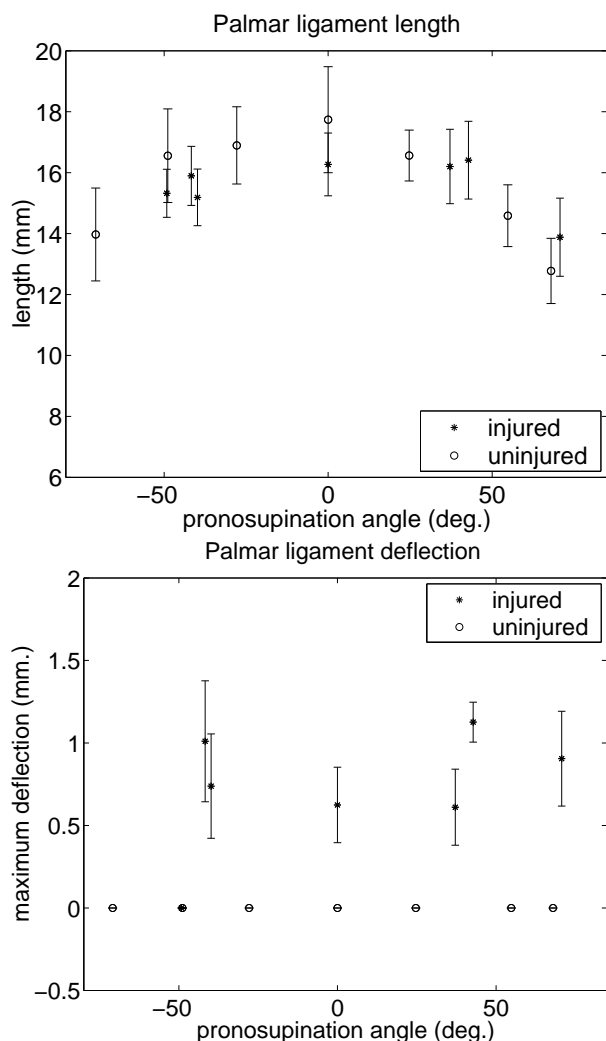 Palmar ligament length
20
18
16
14
12
10
8
6
length (mm)
−50
0
50
pronosupination angle (deg.)
injured
uninjured
Palmar ligament deflection
2
1.5
1
0.5
0
−0.5
maximum deflection (mm.)
−50
0
50
pronosupination angle (deg.)
injured
uninjured